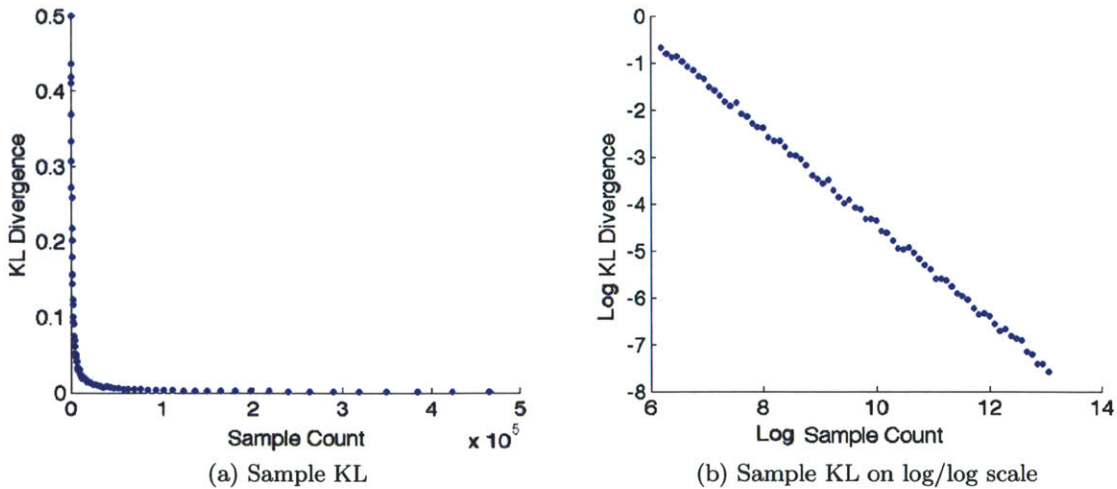 0.5
0.4
0.3
0.2
0.1
0
KL Divergence
0 1 2 3 4 5
Sample Count
x 10^5
(a) Sample KL
0
-1
-2
-3
-4
-5
-6
-7
-8
Log KL Divergence
6 8 10 12 14
Log Sample Count
(b) Sample KL on log/log scale